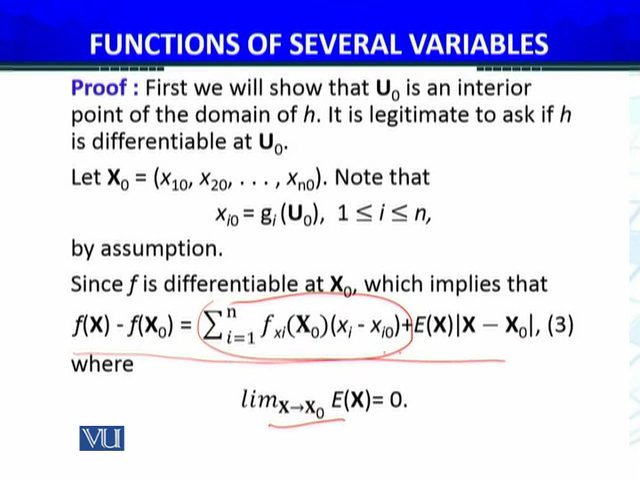 FUNCTIONS OF SEVERAL VARIABLES
Proof : First we will show that U₀ is an interior
point of the domain of h. It is legitimate to ask if h
is differentiable at U₀.
Let X₀ = (x₁₀, x₂₀, . . . , xₙ₀). Note that
xᵢ₀ = gᵢ (U₀), 1 ≤ i ≤ n,
by assumption.
Since f is differentiable at X₀, which implies that
f(X) - f(X₀) = ∑ⁿᵢ₌₁ fₓᵢ(X₀)(xᵢ - xᵢ₀)+E(X)|X − X₀|, (3)
where
lim X→X₀ E(X)= 0.
VU